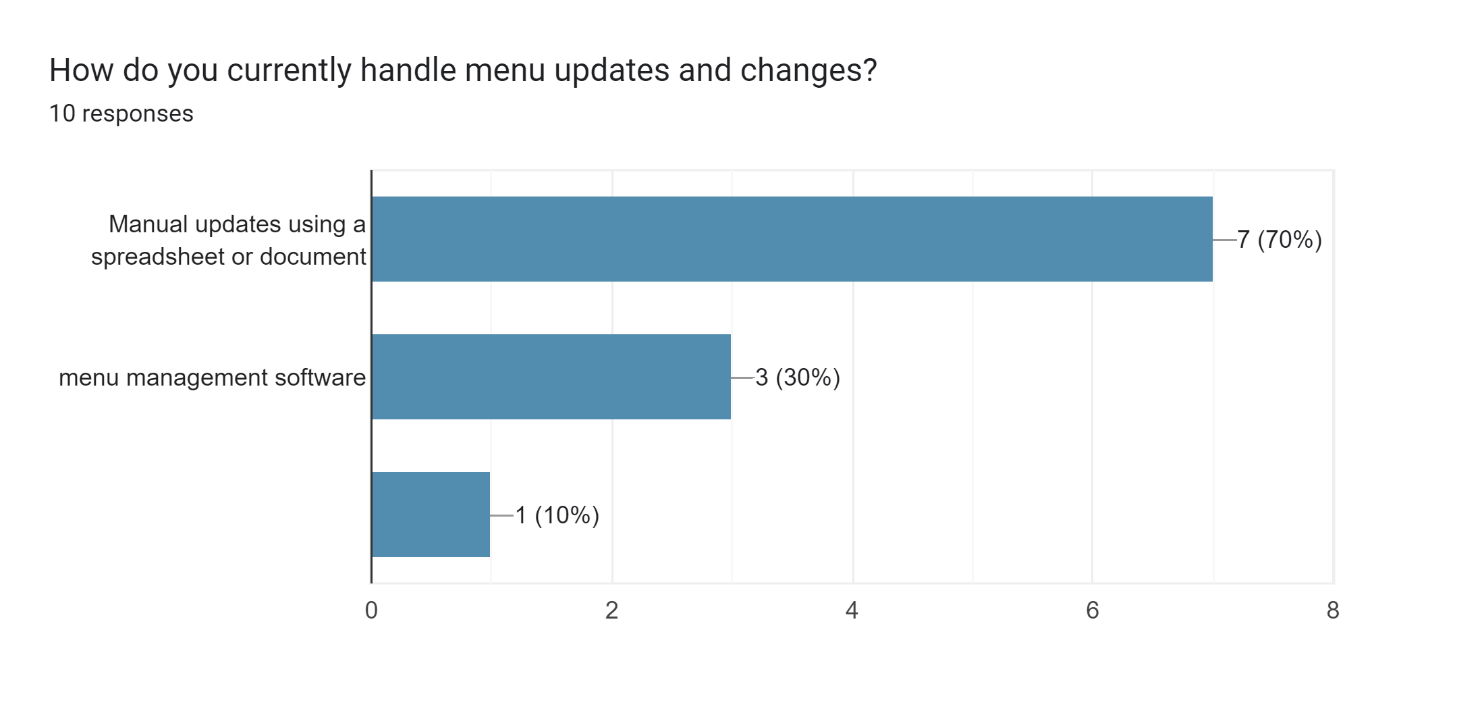 How do you currently handle menu updates and changes?
10 responses
Manual updates using a
spreadsheet or document
7 (70%)
menu management software
3 (30%)
1 (10%)
0 2 4 6 8